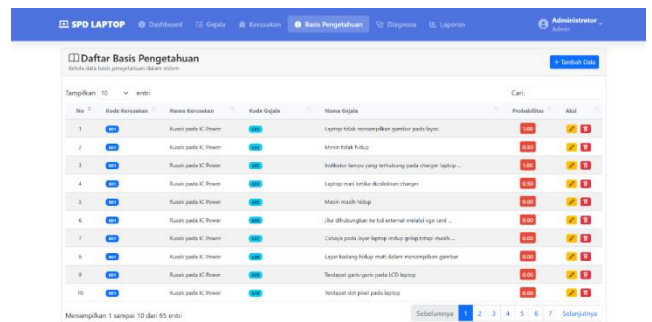 SPD LAPTOP Dashboard Gejala Kerusakan Basis Pengetahuan Diagnosa Laporan Administrator
Admin
Daftar Basis Pengetahuan
Kelola data basis pengetahuan dalam sistem
+ Tambah Data
Tampilkan 10 entri Cari:
No Kode Kerusakan Nama Kerusakan Kode Gejala Nama Gejala Probabilitas Aksi
1 Rusak pada IC Power Laptop tidak menampilkan gambar pada layar. 1.00
2 Rusak pada IC Power Mesin tidak hidup
3 Rusak pada IC Power Indikator lampu yang terhubung pada charger laptop ... 1.00
4 Rusak pada IC Power Laptop mati ketika dicolokkan charger 0.50
5 Rusak pada IC Power Mesin masih hidup 0.00
6 Rusak pada IC Power Jika dihubungkan ke lcd external melalui vga card ... 0.00
7 Rusak pada IC Power Cahaya pada layar laptop redup gelap,tetapi masih ... 0.00
8 Rusak pada IC Power Layar kadang hidup mati dalam menampilkan gambar 0.00
9 Rusak pada IC Power Terdapat garis-garis pada LCD laptop 0.00
10 Rusak pada IC Power Terdapat dot pixel pada laptop 0.00
Menampilkan 1 sampai 10 dari 65 entri Sebelumnya 1 2 3 4 5 6 7 Selanjutnya